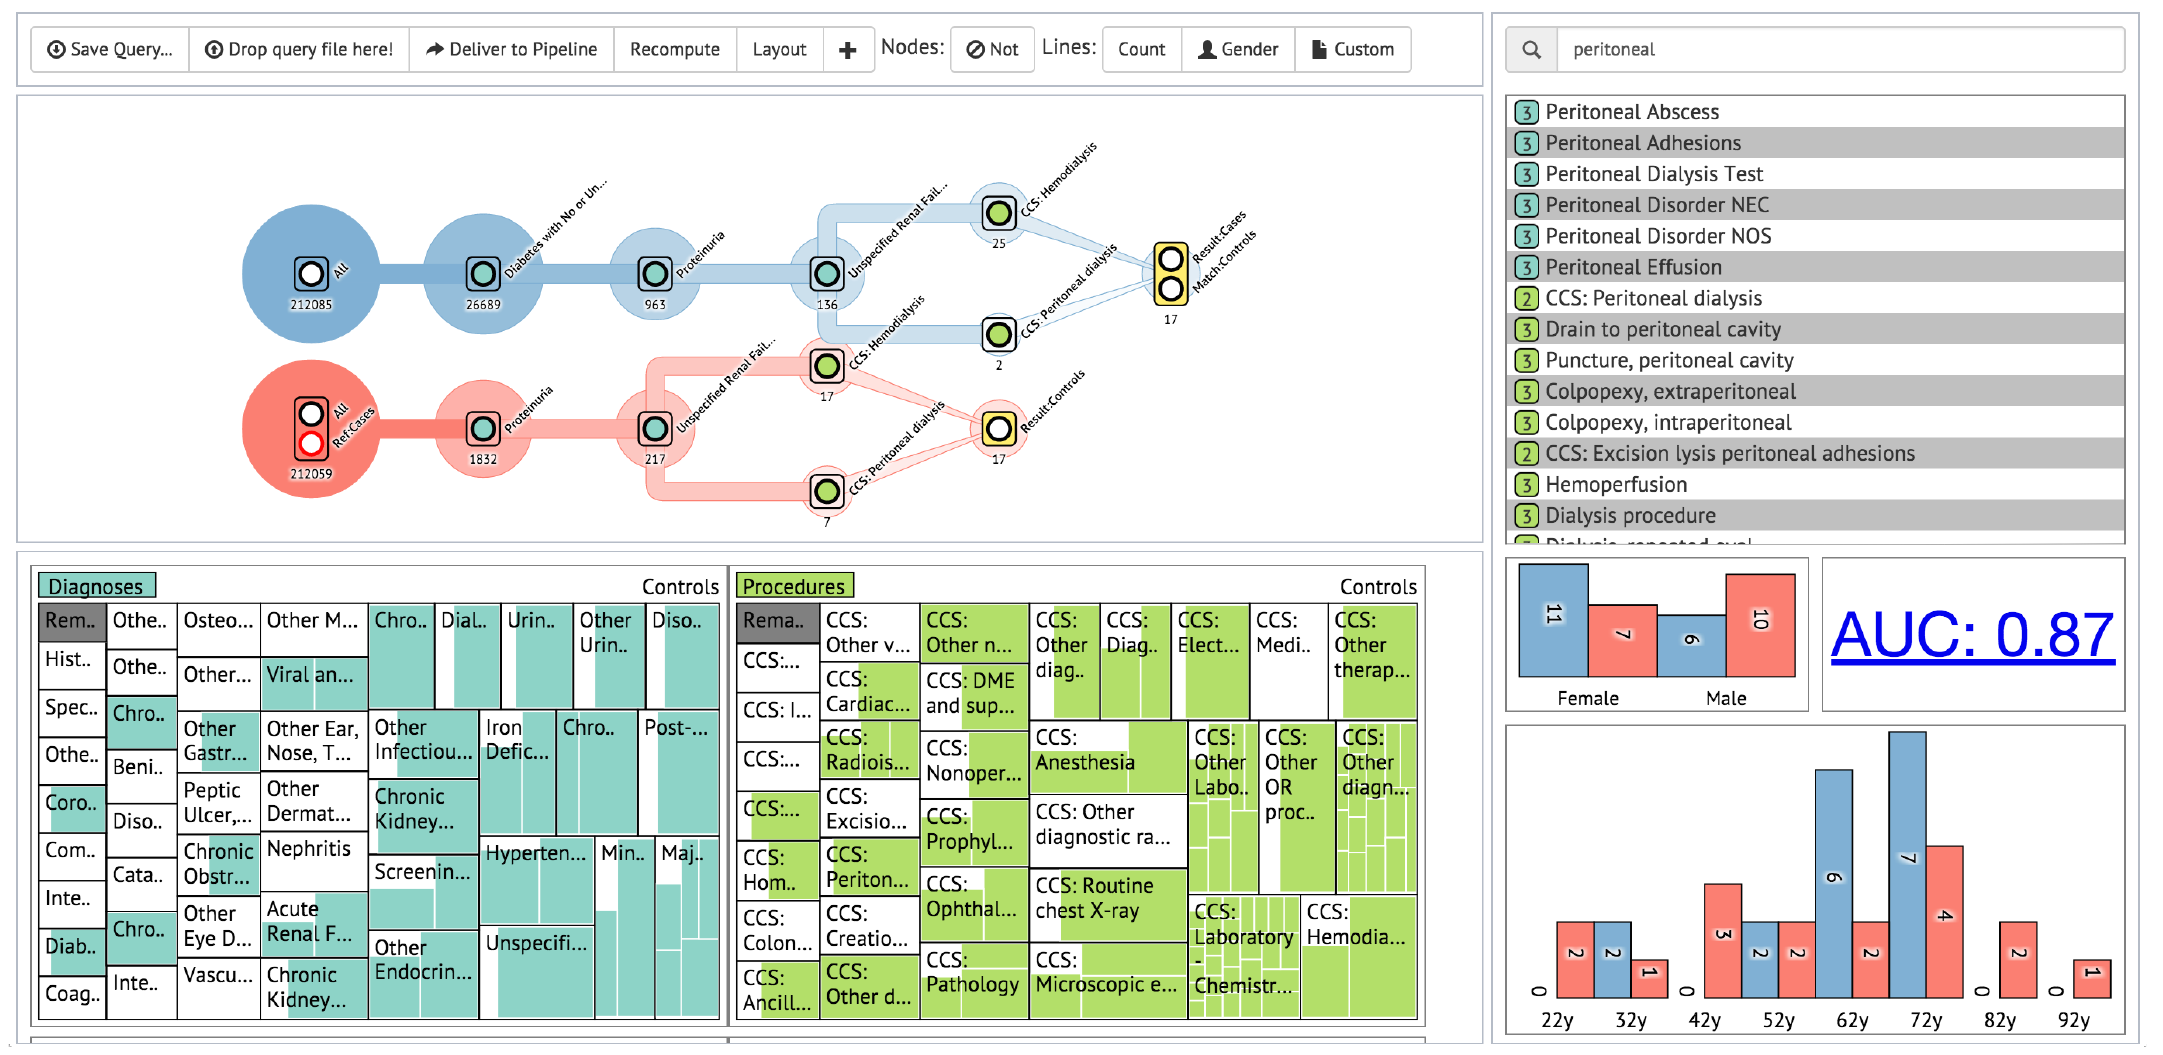 Save Query... Drop query file here! Deliver to Pipeline Recompute Layout + Nodes: Not Lines: Count Gender Custom
All
212085
Diabetes with No or Un...
26689
Proteinuria
963
Unspecified Renal Fail...
136
CCS: Hemodialysis
25
CCS: Peritoneal dialysis
2
Result:Cases
Match:Controls
17
All
Ref:Cases
212059
Proteinuria
1832
Unspecified Renal Fail...
217
CCS: Hemodialysis
17
CCS: Peritoneal dialysis
7
Result:Controls
17
Diagnoses Controls
Rem..
Hist..
Spec..
Othe..
Coro..
Com..
Inte..
Diab..
Coag..
Othe..
Othe..
Chro..
Beni..
Diso..
Cata..
Chro..
Inte..
Osteo...
Other...
Other
Gastr...
Peptic
Ulcer,...
Chronic
Obstr...
Other
Eye D...
Vascu...
Other M...
Viral an...
Other Ear,
Nose, T...
Other
Dermat...
Nephritis
Acute
Renal F...
Chronic
Kidney...
Chro..
Dial..
Urin..
Other
Urin..
Diso..
Other
Infectiou...
Chronic
Kidney...
Screenin...
Other
Endocrin...
Iron
Defic...
Chro..
Post-...
Hyperten...
Unspecifi...
Min..
Maj..
Procedures Controls
Rema..
CCS:...
CCS: I...
CCS:...
CCS:...
CCS:
Hom..
CCS:
Colon...
CCS:
Ancill...
CCS:
Other v...
CCS:
Cardiac...
CCS:
Radiois...
CCS:
Excisio...
CCS:
Periton...
CCS:
Creatio...
CCS:
Other d...
CCS:
Other n...
CCS: DME
and sup...
CCS:
Nonoper...
CCS:
Prophyl...
CCS:
Ophthal...
CCS:
Pathology
CCS:
Other
diag..
CCS:
Diag..
CCS:
Elect...
CCS:
Medi..
CCS:
Other
therap...
CCS:
Anesthesia
CCS: Other
diagnostic ra...
CCS: Routine
chest X-ray
CCS:
Microscopic e...
CCS:
Other
Labo..
CCS:
Other
OR
proc..
CCS:
Other
diagn...
CCS:
Laboratory
-
Chemistr...
CCS:
Hemodia...
peritoneal
3 Peritoneal Abscess
3 Peritoneal Adhesions
3 Peritoneal Dialysis Test
3 Peritoneal Disorder NEC
3 Peritoneal Disorder NOS
3 Peritoneal Effusion
2 CCS: Peritoneal dialysis
3 Drain to peritoneal cavity
3 Puncture, peritoneal cavity
3 Colpopexy, extraperitoneal
3 Colpopexy, intraperitoneal
2 CCS: Excision lysis peritoneal adhesions
3 Hemoperfusion
3 Dialysis procedure
11 7 6 10
Female Male
AUC: 0.87
0 2 2 1 0 3 2 2 6 2 7 4 0 2 0 1
22y 32y 42y 52y 62y 72y 82y 92y